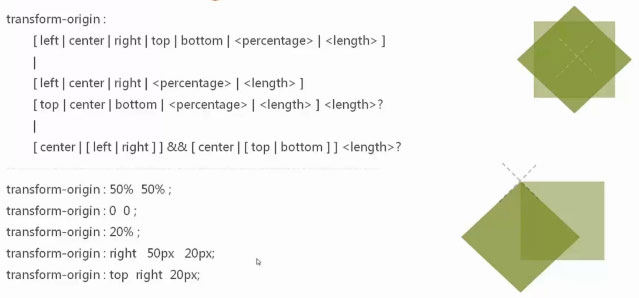 transform-origin :
[ left | center | right | top | bottom | <percentage> | <length> ]
|
[ left | center | right | <percentage> | <length> ]
[ top | center | bottom | <percentage> | <length> ] <length>?
|
[ center | [ left | right ] ] && [ center | [ top | bottom ] ] <length>?
transform-origin : 50% 50% ;
transform-origin : 0 0 ;
transform-origin : 20% ;
transform-origin : right 50px 20px;
transform-origin : top right 20px;